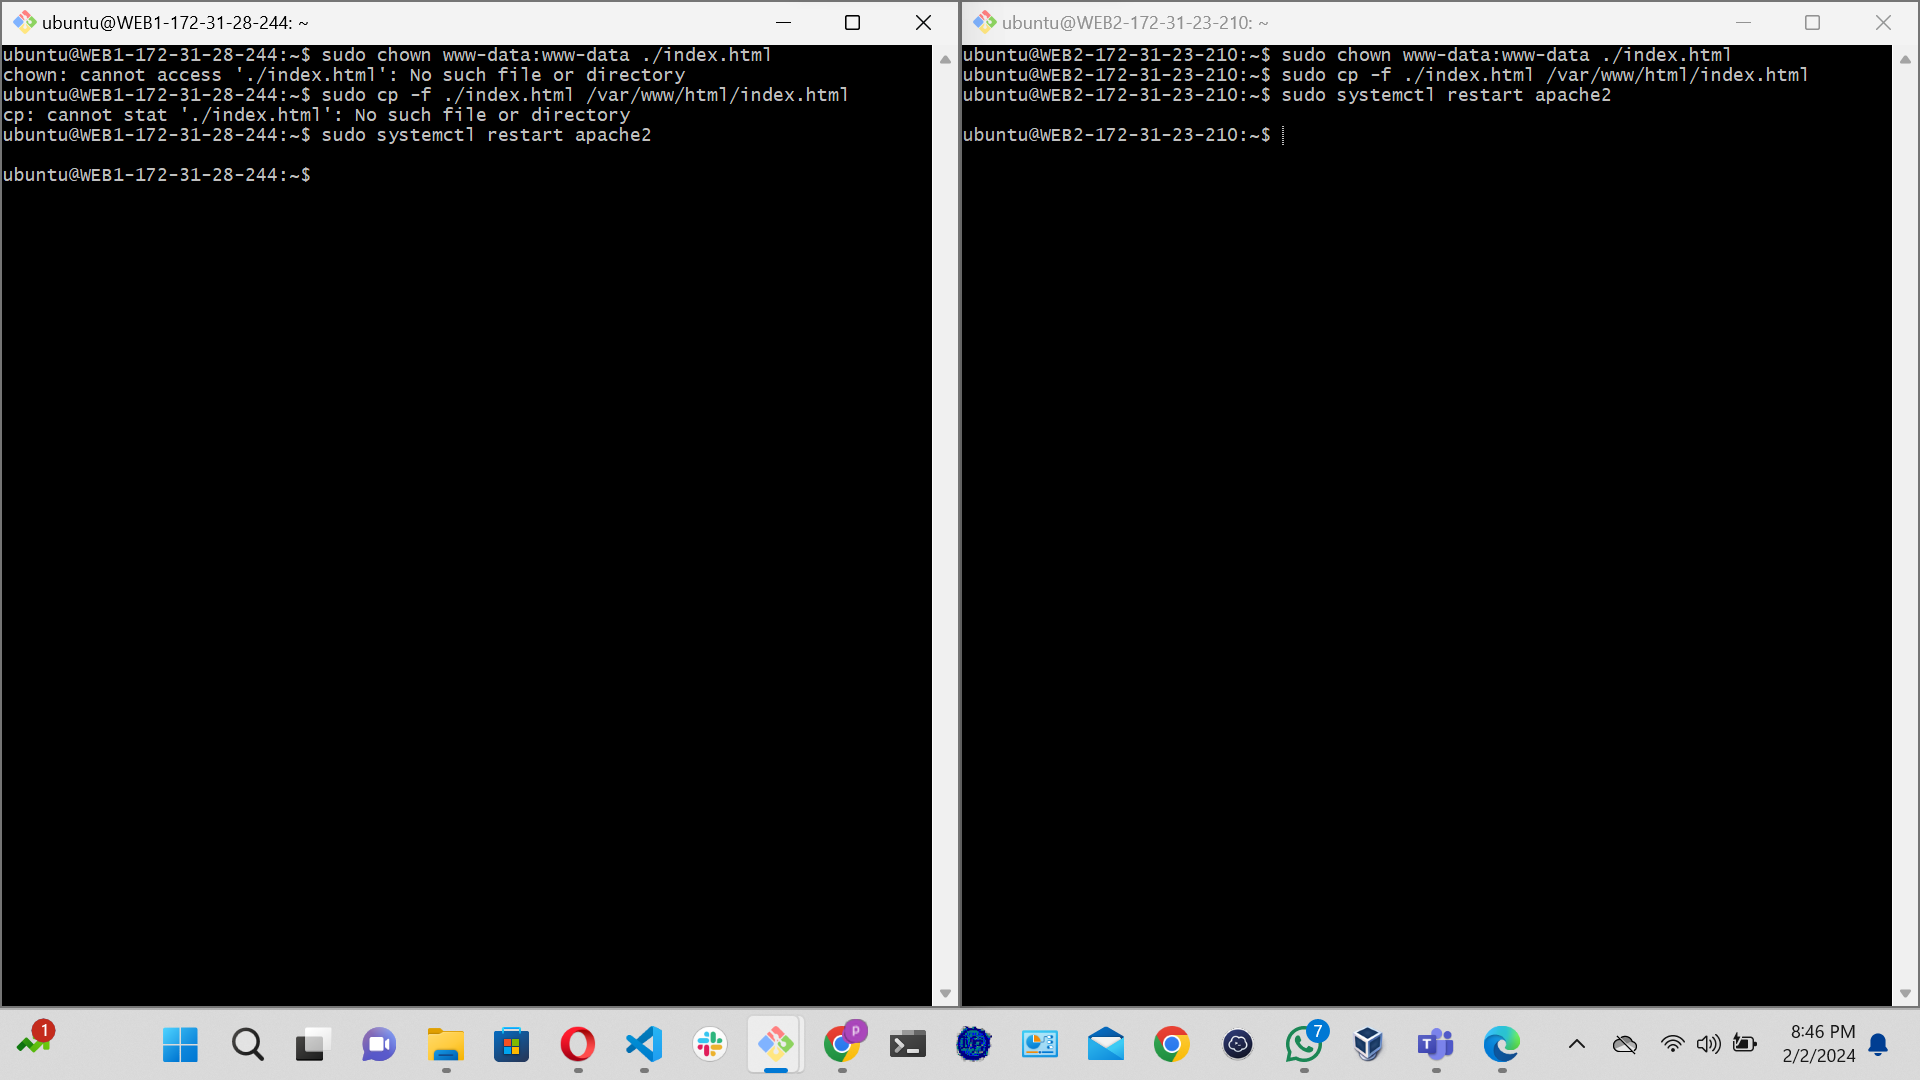 ubuntu@WEB1-172-31-28-244: ~
ubuntu@WEB1-172-31-28-244:~$ sudo chown www-data:www-data ./index.html
chown: cannot access './index.html': No such file or directory
ubuntu@WEB1-172-31-28-244:~$ sudo cp -f ./index.html /var/www/html/index.html
cp: cannot stat './index.html': No such file or directory
ubuntu@WEB1-172-31-28-244:~$ sudo systemctl restart apache2
ubuntu@WEB1-172-31-28-244:~$
ubuntu@WEB2-172-31-23-210: ~
ubuntu@WEB2-172-31-23-210:~$ sudo chown www-data:www-data ./index.html
ubuntu@WEB2-172-31-23-210:~$ sudo cp -f ./index.html /var/www/html/index.html
ubuntu@WEB2-172-31-23-210:~$ sudo systemctl restart apache2
ubuntu@WEB2-172-31-23-210:~$
1
P
7
8:46 PM
2/2/2024